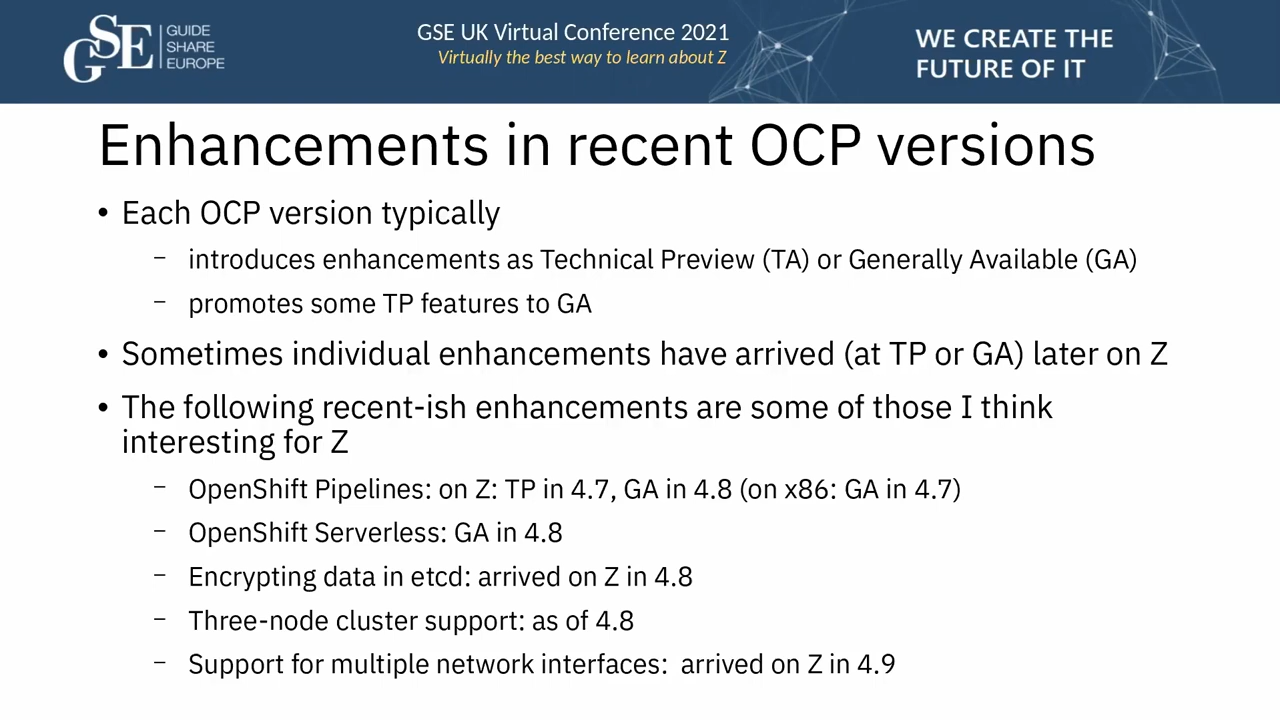 GSE
GUIDE
SHARE
EUROPE
GSE UK Virtual Conference 2021
Virtually the best way to learn about Z
WE CREATE THE
FUTURE OF IT
Enhancements in recent OCP versions
• Each OCP version typically
– introduces enhancements as Technical Preview (TA) or Generally Available (GA)
– promotes some TP features to GA
• Sometimes individual enhancements have arrived (at TP or GA) later on Z
• The following recent-ish enhancements are some of those I think
interesting for Z
– OpenShift Pipelines: on Z: TP in 4.7, GA in 4.8 (on x86: GA in 4.7)
– OpenShift Serverless: GA in 4.8
– Encrypting data in etcd: arrived on Z in 4.8
– Three-node cluster support: as of 4.8
– Support for multiple network interfaces:  arrived on Z in 4.9